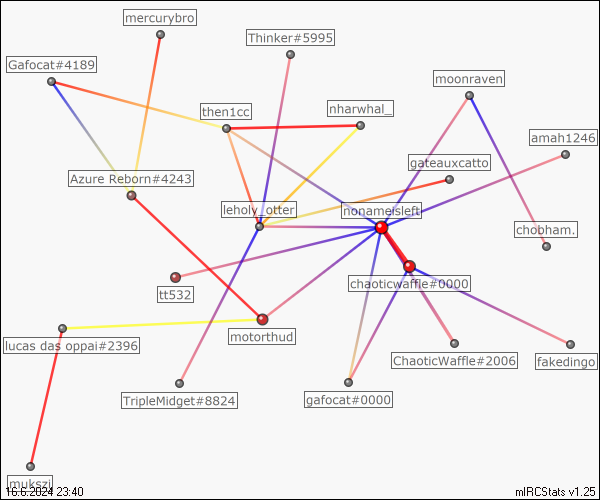 mercurybro
Thinker#5995
Gafocat#4189
moonraven
then1cc
nharwhal_
amah1246
gateauxcatto
Azure Reborn#4243
leholy_otter
nonameisleft
chobham.
chaoticwaffle#0000
tt532
motorthud
lucas das oppai#2396
ChaoticWaffle#2006
fakedingo
TripleMidget#8824
gafocat#0000
mukszi
16.6.2024 23:40
mIRCStats v1.25